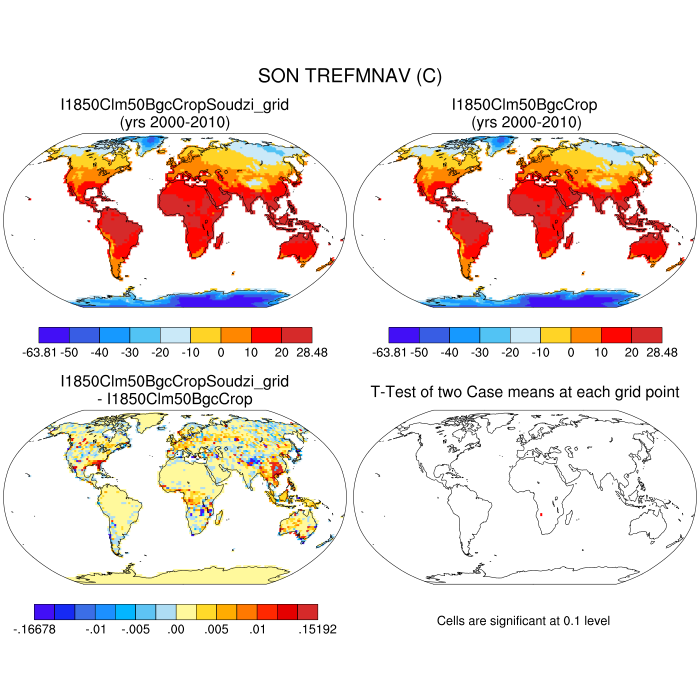 SON TREFMNAV (C)
I1850Clm50BgcCropSoudzi_grid
(yrs 2000-2010)
I1850Clm50BgcCrop
(yrs 2000-2010)
-63.81 -50 -40 -30 -20 -10 0 10 20 28.48
-63.81 -50 -40 -30 -20 -10 0 10 20 28.48
I1850Clm50BgcCropSoudzi_grid
- I1850Clm50BgcCrop
T-Test of two Case means at each grid point
-.16678 -.01 -.005 .00 .005 .01 .15192
Cells are significant at 0.1 level